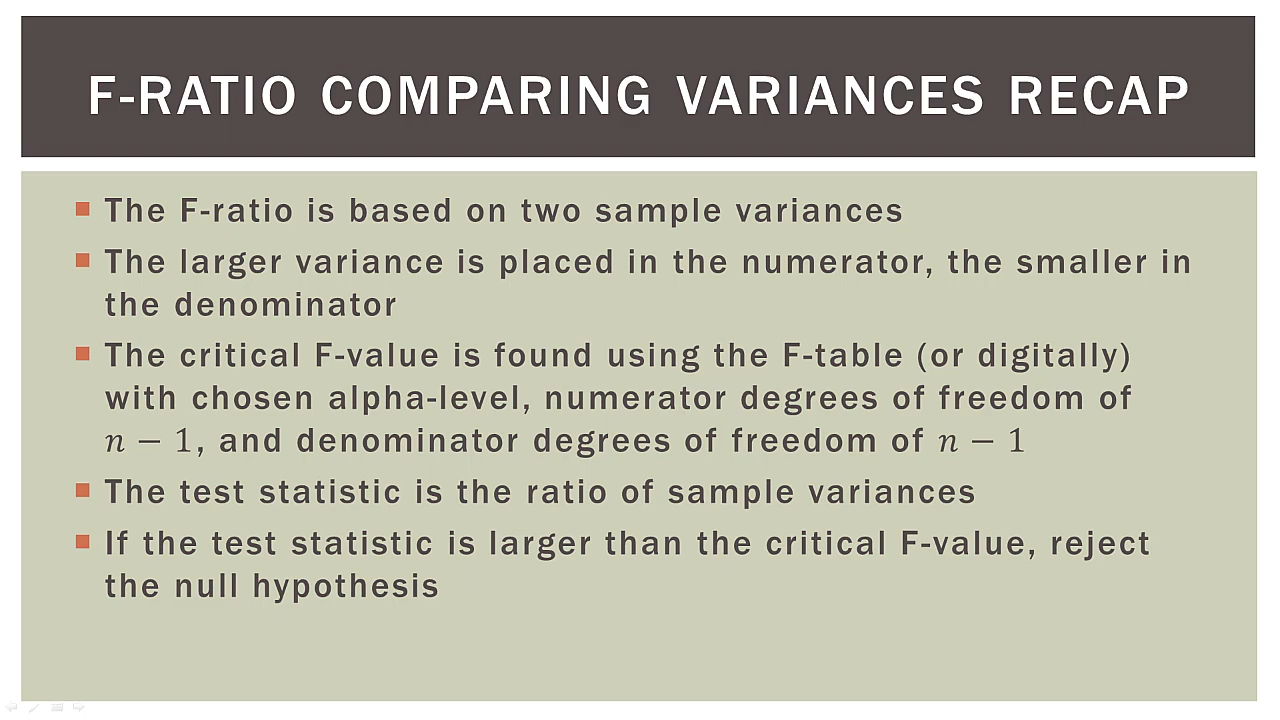 F-RATIO COMPARING VARIANCES RECAP
The F-ratio is based on two sample variances
The larger variance is placed in the numerator, the smaller in
the denominator
The critical F-value is found using the F-table (or digitally)
with chosen alpha-level, numerator degrees of freedom of
n − 1, and denominator degrees of freedom of n − 1
The test statistic is the ratio of sample variances
If the test statistic is larger than the critical F-value, reject
the null hypothesis